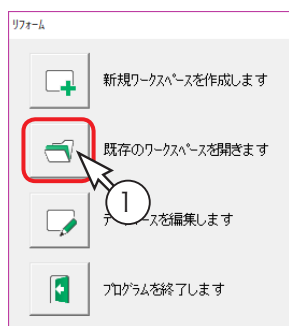 リフォーム
新規ワークスペースを作成します
既存のワークスペースを開きます
1
スを編集します
プログラムを終了します